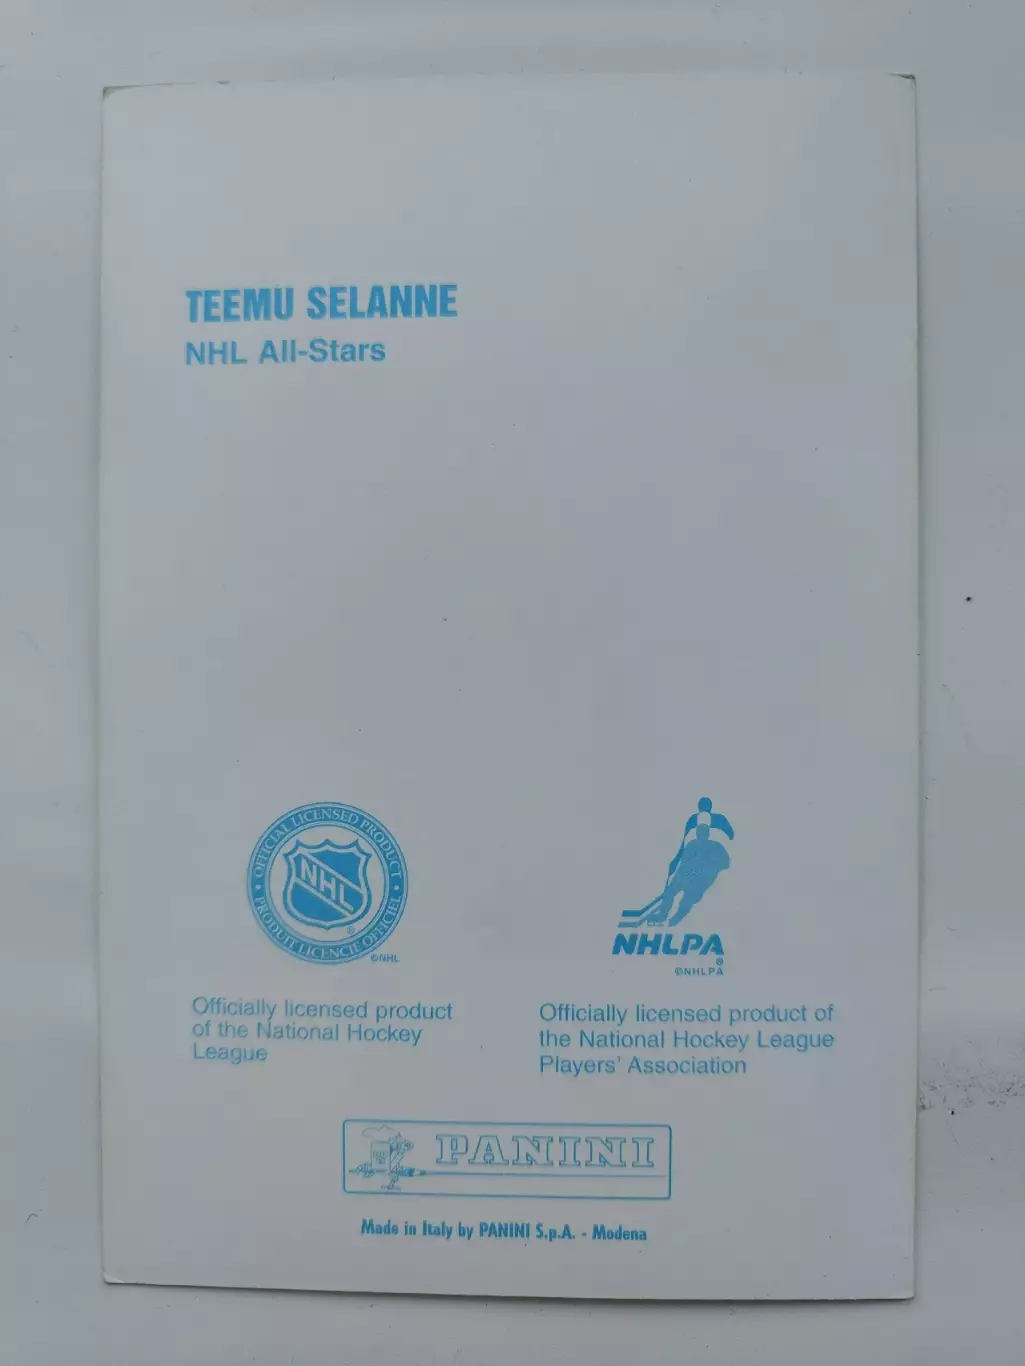 TEEMU SELANNE
NHL All-Stars
OFFICIAL LICENSED PRODUCT
NHL
®
• PRODUIT LICENCIÉ OFFICIEL •
©NHL
NHLPA
®
©NHLPA
Officially licensed product
of the National Hockey
League
Officially licensed product of
the National Hockey League
Players' Association
PANINI
Made in Italy by PANINI S.p.A. - Modena